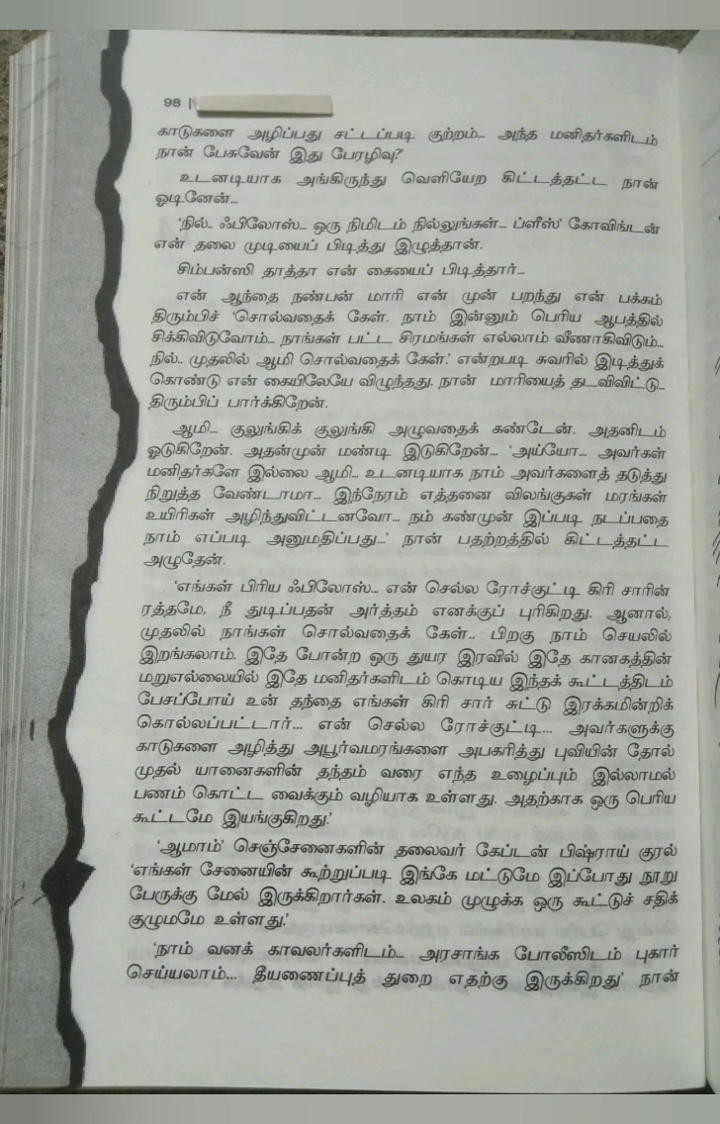 98 |
காடுகளை அழிப்பது சட்டப்படி குற்றம்... அந்த மனிதர்களிடம்
நான் பேசுவேன் இது பேரழிவு?'
உடனடியாக அங்கிருந்து வெளியேற கிட்டத்தட்ட நான்
ஓடினேன்...
'நில்.. ஃபிலோஸ்... ஒரு நிமிடம் நில்லுங்கள்... ப்ளீஸ்' கோவிங்டன்
என் தலை முடியைப் பிடித்து இழுத்தான்.
சிம்பன்ஸி தாத்தா என் கையைப் பிடித்தார்...
என் ஆந்தை நண்பன் மாரி என் முன் பறந்து என் பக்கம்
திரும்பிச் 'சொல்வதைக் கேள். நாம் இன்னும் பெரிய ஆபத்தில்
சிக்கிவிடுவோம்... நாங்கள் பட்ட சிரமங்கள் எல்லாம் வீணாகிவிடும்...
நில்.. முதலில் ஆமி சொல்வதைக் கேள்.' என்றபடி சுவரில் இடித்துக்
கொண்டு என் கையிலேயே விழுந்தது. நான் மாரியைத் தடவிவிட்டு...
திரும்பிப் பார்க்கிறேன்.
ஆமி... குலுங்கிக் குலுங்கி அழுவதைக் கண்டேன். அதனிடம்
ஓடுகிறேன். அதன்முன் மண்டி இடுகிறேன்... 'அய்யோ... அவர்கள்
மனிதர்களே இல்லை ஆமி... உடனடியாக நாம் அவர்களைத் தடுத்து
நிறுத்த வேண்டாமா... இந்நேரம் எத்தனை விலங்குகள் மரங்கள்
உயிரிகள் அழிந்துவிட்டனவோ... நம் கண்முன் இப்படி நடப்பதை
நாம் எப்படி அனுமதிப்பது...' நான் பதற்றத்தில் கிட்டத்தட்ட
அழுதேன்.
'எங்கள் பிரிய ஃபிலோஸ்... என் செல்ல ரோச்குட்டி கிரி சாரின்
ரத்தமே, நீ துடிப்பதன் அர்த்தம் எனக்குப் புரிகிறது. ஆனால்,
முதலில் நாங்கள் சொல்வதைக் கேள்.. பிறகு நாம் செயலில்
இறங்கலாம். இதே போன்ற ஒரு துயர இரவில் இதே கானகத்தின்
மறுஎல்லையில் இதே மனிதர்களிடம் கொடிய இந்தக் கூட்டத்திடம்
பேசப்போய் உன் தந்தை எங்கள் கிரி சார் சுட்டு இரக்கமின்றிக்
கொல்லப்பட்டார்... என் செல்ல ரோச்குட்டி... அவர்களுக்கு
காடுகளை அழித்து அபூர்வமரங்களை அபகரித்து புவியின் தோல்
முதல் யானைகளின் தந்தம் வரை எந்த உழைப்பும் இல்லாமல்
பணம் கொட்ட வைக்கும் வழியாக உள்ளது. அதற்காக ஒரு பெரிய
கூட்டமே இயங்குகிறது.'
'ஆமாம்' செஞ்சேனைகளின் தலைவர் கேப்டன் பிஷ்ராய் குரல்
'எங்கள் சேனையின் கூற்றுப்படி இங்கே மட்டுமே இப்போது நூறு
பேருக்கு மேல் இருக்கிறார்கள். உலகம் முழுக்க ஒரு கூட்டுச் சதிக்
குழுமமே உள்ளது.'
'நாம் வனக் காவலர்களிடம்... அரசாங்க போலீஸிடம் புகார்
செய்யலாம்... தீயணைப்புத் துறை எதற்கு இருக்கிறது' நான்